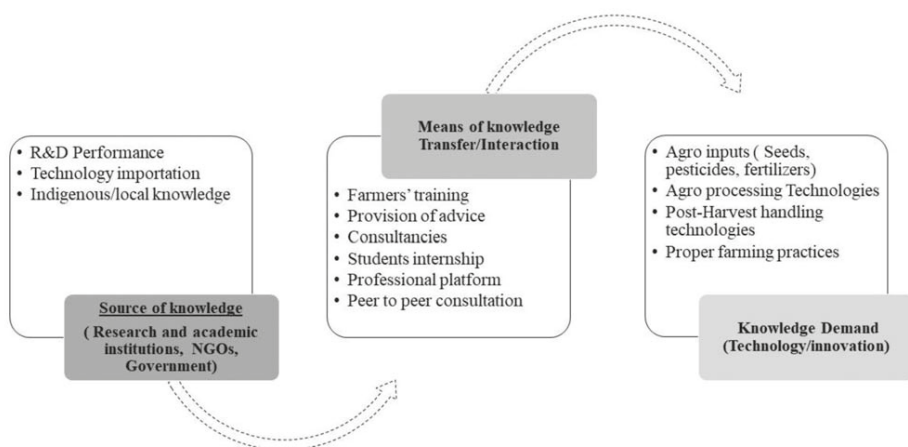 • R&D Performance
• Technology importation
• Indigenous/local knowledge
Source of knowledge
( Research and academic
institutions, NGOs,
Government)
Means of knowledge
Transfer/Interaction
• Farmers’ training
• Provision of advice
• Consultancies
• Students internship
• Professional platform
• Peer to peer consultation
• Agro inputs ( Seeds,
pesticides, fertilizers)
• Agro processing Technologies
• Post-Harvest handling
technologies
• Proper farming practices
Knowledge Demand
(Technology/innovation)